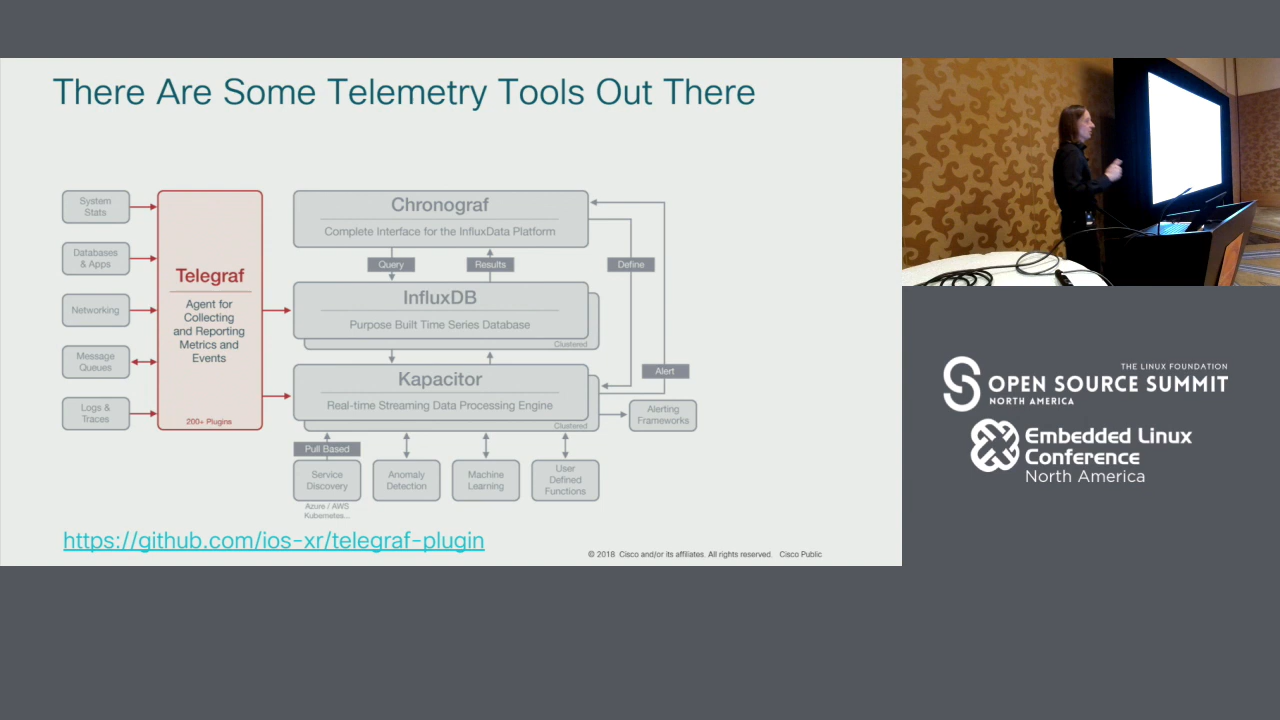 There Are Some Telemetry Tools Out There
System
Stats
Databases
& Apps
Networking
Message
Queues
Logs &
Traces
Telegraf
Agent for
Collecting
and Reporting
Metrics and
Events
200+ Plugins
Chronograf
Complete Interface for the InfluxData Platform
Query
Results
Define
InfluxDB
Purpose Built Time Series Database
Clustered
Alert
Kapacitor
Real-time Streaming Data Processing Engine
Clustered
Alerting
Frameworks
Pull Based
Service
Discovery
Azure / AWS
Kubernetes...
Anomaly
Detection
Machine
Learning
User
Defined
Functions
https://github.com/ios-xr/telegraf-plugin
© 2018 Cisco and/or its affiliates. All rights reserved. Cisco Public
THE LINUX FOUNDATION
OPEN SOURCE SUMMIT
NORTH AMERICA
Embedded Linux
Conference
North America